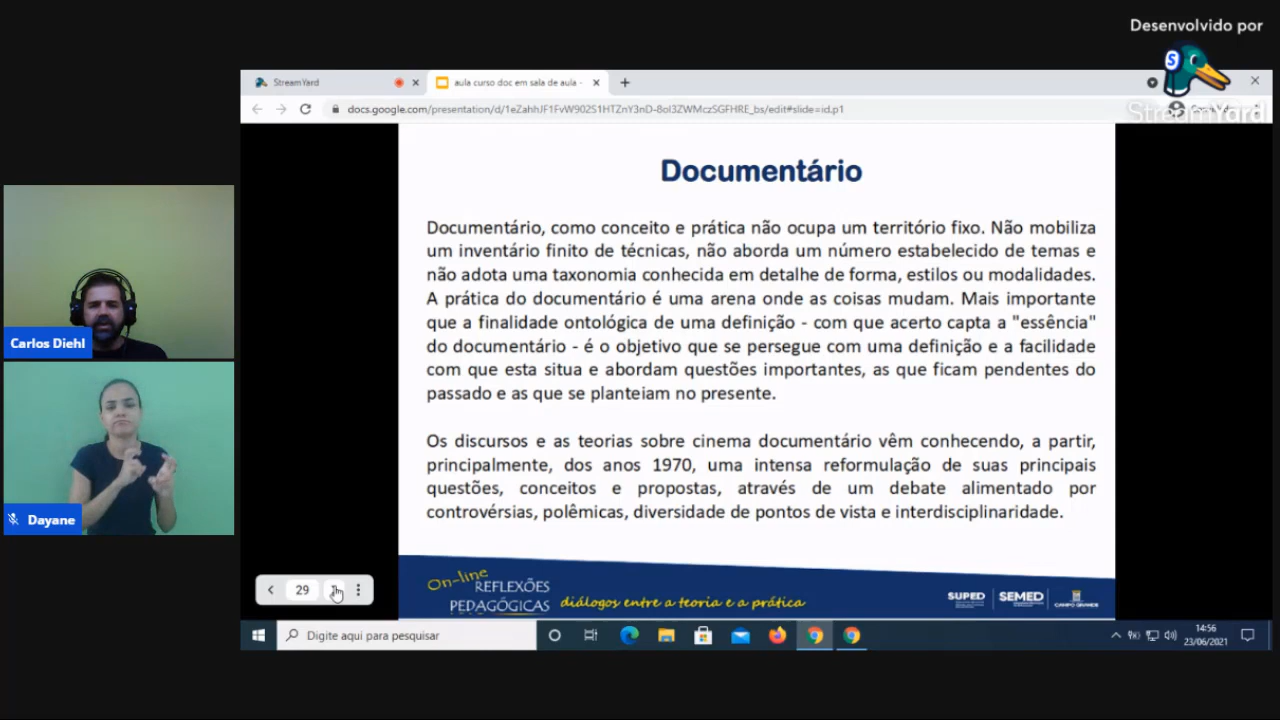 Desenvolvido por
StreamYard
StreamYard
aula curso doc em sala de aula -
docs.google.com/presentation/d/1eZahhJF1FvW902S1HTZnY3nD-8oI3ZWMczSGFHRE_bs/edit#slide=id.p1
Documentário
Documentário, como conceito e prática não ocupa um território fixo. Não mobiliza
um inventário finito de técnicas, não aborda um número estabelecido de temas e
não adota uma taxonomia conhecida em detalhe de forma, estilos ou modalidades.
A prática do documentário é uma arena onde as coisas mudam. Mais importante
que a finalidade ontológica de uma definição - com que acerto capta a "essência"
do documentário - é o objetivo que se persegue com uma definição e a facilidade
com que esta situa e abordam questões importantes, as que ficam pendentes do
passado e as que se planteiam no presente.
Os discursos e as teorias sobre cinema documentário vêm conhecendo, a partir,
principalmente, dos anos 1970, uma intensa reformulação de suas principais
questões, conceitos e propostas, através de um debate alimentado por
controvérsias, polêmicas, diversidade de pontos de vista e interdisciplinaridade.
Carlos Diehl
Dayane
29
On-line
REFLEXÕES
PEDAGÓGICAS
diálogos entre a teoria e a prática
SUPED
SEMED
CAMPO GRANDE
Digite aqui para pesquisar
14:56
23/06/2021